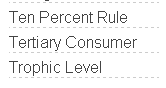 Ten Percent Rule
Tertiary Consumer
Trophic Level